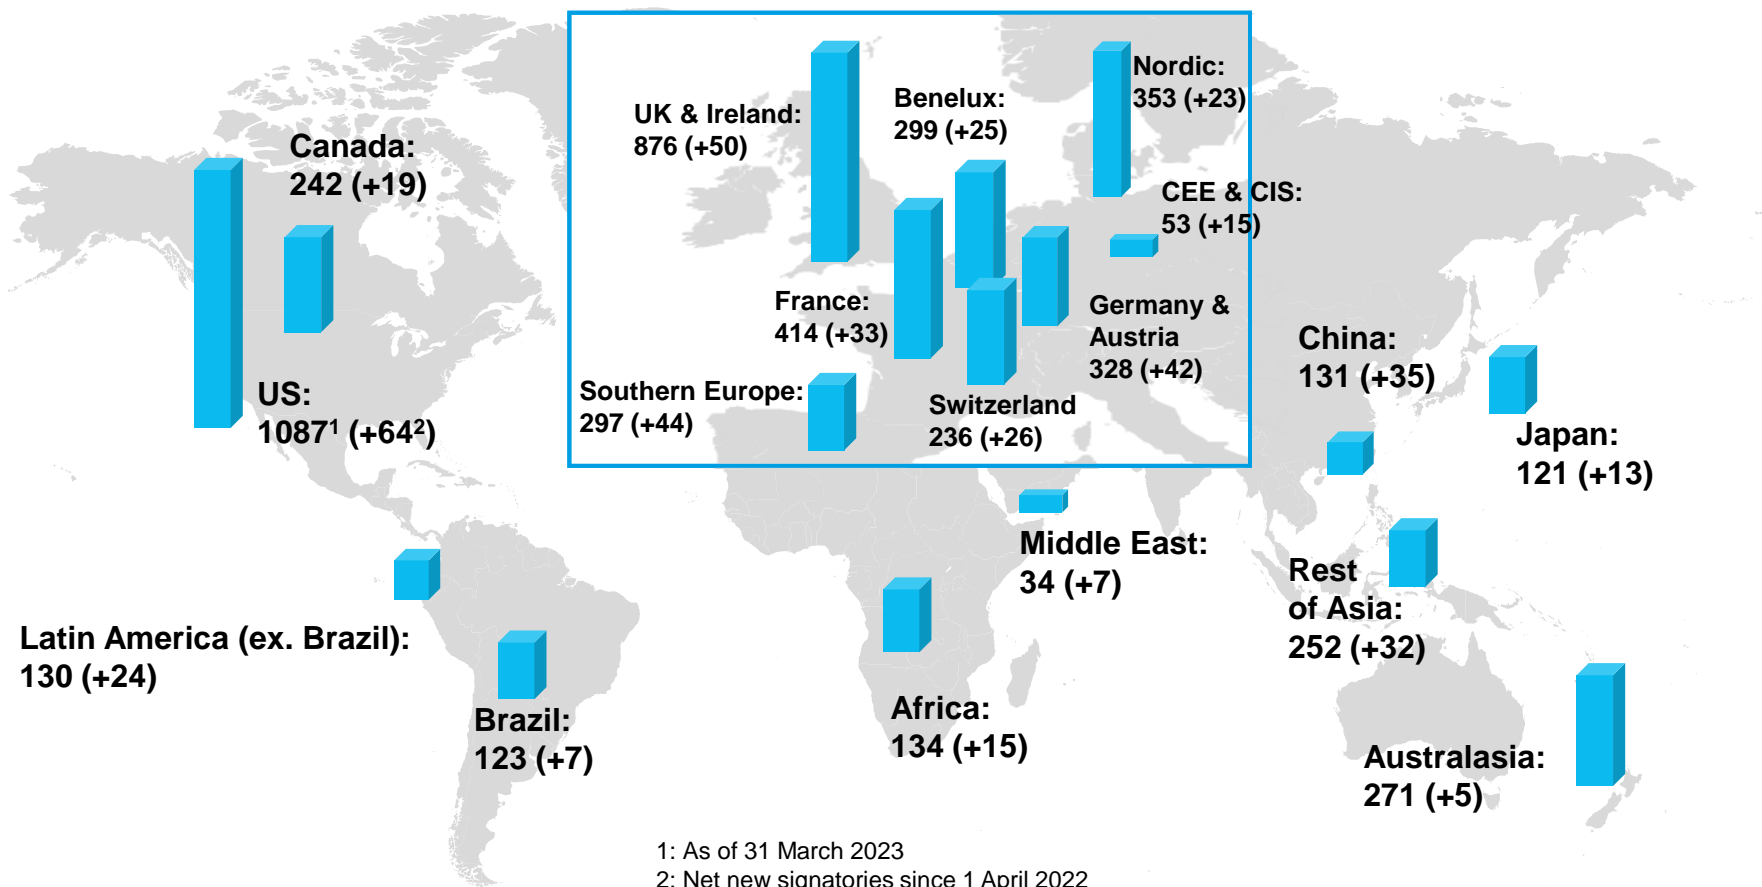 Canada:
242 (+19)
US:
1087¹ (+64²)
UK & Ireland:
876 (+50)
Benelux:
299 (+25)
Nordic:
353 (+23)
CEE & CIS:
53 (+15)
France:
414 (+33)
Germany &
Austria
328 (+42)
Southern Europe:
297 (+44)
Switzerland
236 (+26)
China:
131 (+35)
Japan:
121 (+13)
Middle East:
34 (+7)
Rest
of Asia:
252 (+32)
Latin America (ex. Brazil):
130 (+24)
Brazil:
123 (+7)
Africa:
134 (+15)
Australasia:
271 (+5)
1: As of 31 March 2023
2: Net new signatories since 1 April 2022